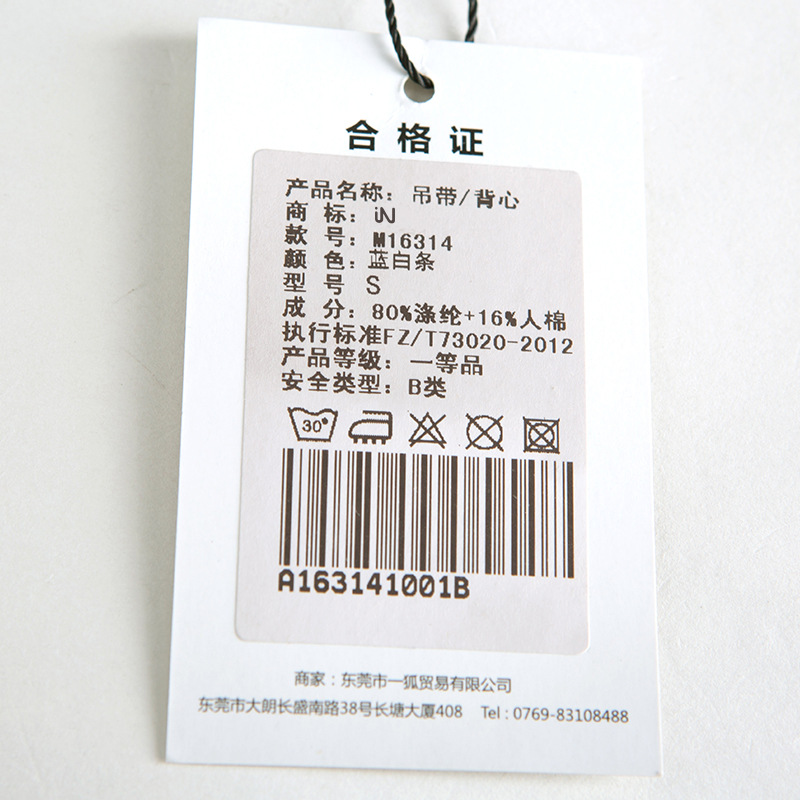 合格证
产品名称：吊带/背心
商 标：iN
款 号：M16314
颜 色：蓝白条
型 号 S
成 分：80%涤纶+16%人棉
执行标准FZ/T73020-2012
产品等级：一等品
安全类型：B类
30°
A163141001B
商家：东莞市一狐贸易有限公司
东莞市大朗长盛南路38号长塘大厦408 Tel：0769-83108488